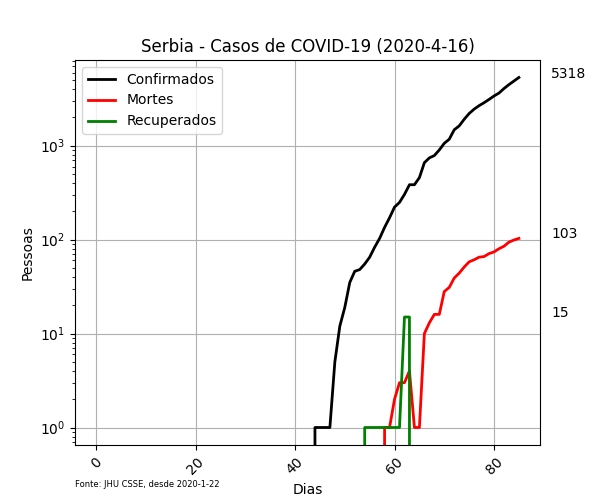 Serbia - Casos de COVID-19 (2020-4-16)
Confirmados
Mortes
Recuperados
5318
103
15
10^3
10^2
10^1
10^0
Pessoas
0 20 40 60 80
Dias
Fonte: JHU CSSE, desde 2020-1-22